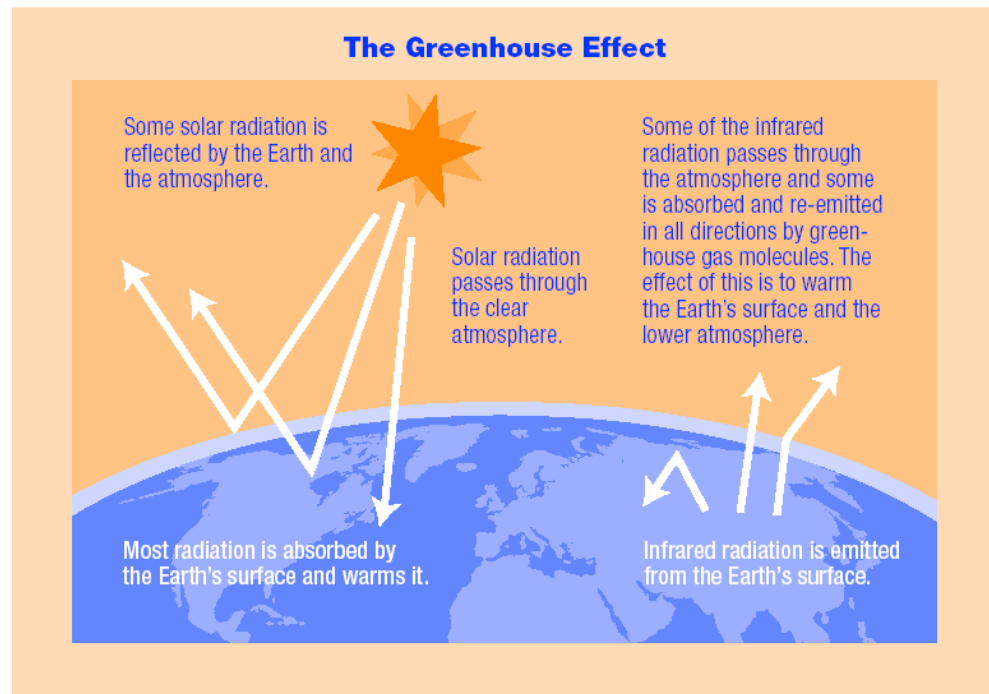 The Greenhouse Effect
Some solar radiation is
reflected by the Earth and
the atmosphere.
Solar radiation
passes through
the clear
atmosphere.
Some of the infrared
radiation passes through
the atmosphere and some
is absorbed and re-emitted
in all directions by green-
house gas molecules. The
effect of this is to warm
the Earth's surface and the
lower atmosphere.
Most radiation is absorbed by
the Earth's surface and warms it.
Infrared radiation is emitted
from the Earth's surface.